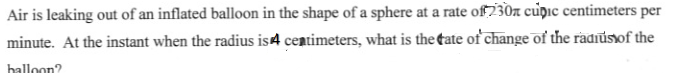 Air is leaking out of an inflated balloon in the shape of a sphere at a rate of 230π cubic centimeters per
minute. At the instant when the radius is 4 centimeters, what is the rate of change of the radius of the
balloon?